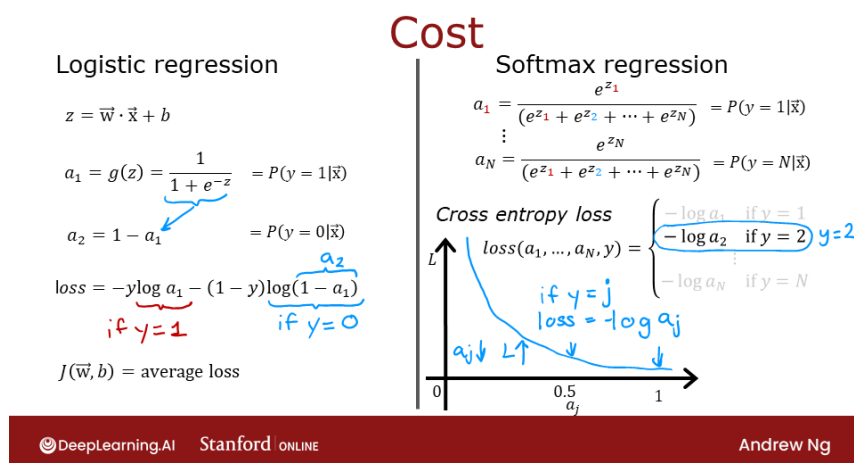 Cost
Logistic regression
z = w⃗ · x⃗ + b
a₁ = g(z) = 1 / (1 + e^{-z}) = P(y = 1|x⃗)
a₂ = 1 − a₁ = P(y = 0|x⃗)
a₂
loss = −y log a₁ − (1 − y)log(1 − a₁)
if y=1 if y=0
J(w⃗, b) = average loss
Softmax regression
a₁ = e^{z₁} / (e^{z₁} + e^{z₂} + ⋯ + e^{z_N}) = P(y = 1|x⃗)
⋮
a_N = e^{z_N} / (e^{z₁} + e^{z₂} + ⋯ + e^{z_N}) = P(y = N|x⃗)
Cross entropy loss
− log a₁ if y = 1
loss(a₁, …, a_N, y) = { − log a₂ if y = 2 y=2
⋮
− log a_N if y = N
L
if y=j
loss = -log aj
aj↓ L↑
0 0.5 1
aj
DeepLearning.AI Stanford | ONLINE Andrew Ng